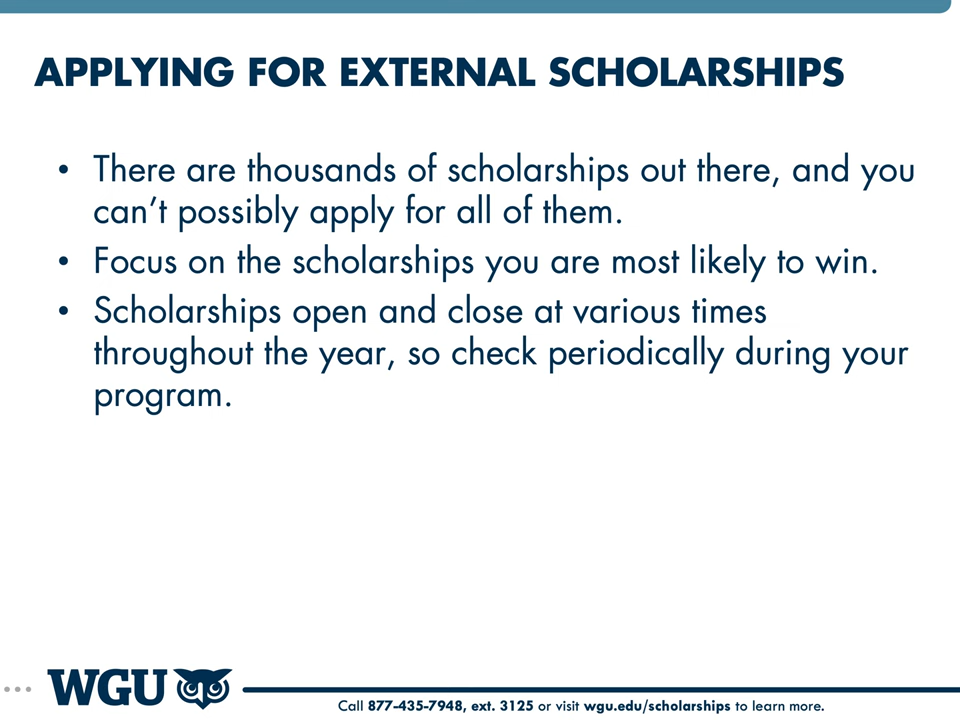 APPLYING FOR EXTERNAL SCHOLARSHIPS
• There are thousands of scholarships out there, and you
can’t possibly apply for all of them.
• Focus on the scholarships you are most likely to win.
• Scholarships open and close at various times
throughout the year, so check periodically during your
program.
WGU
Call 877-435-7948, ext. 3125 or visit wgu.edu/scholarships to learn more.